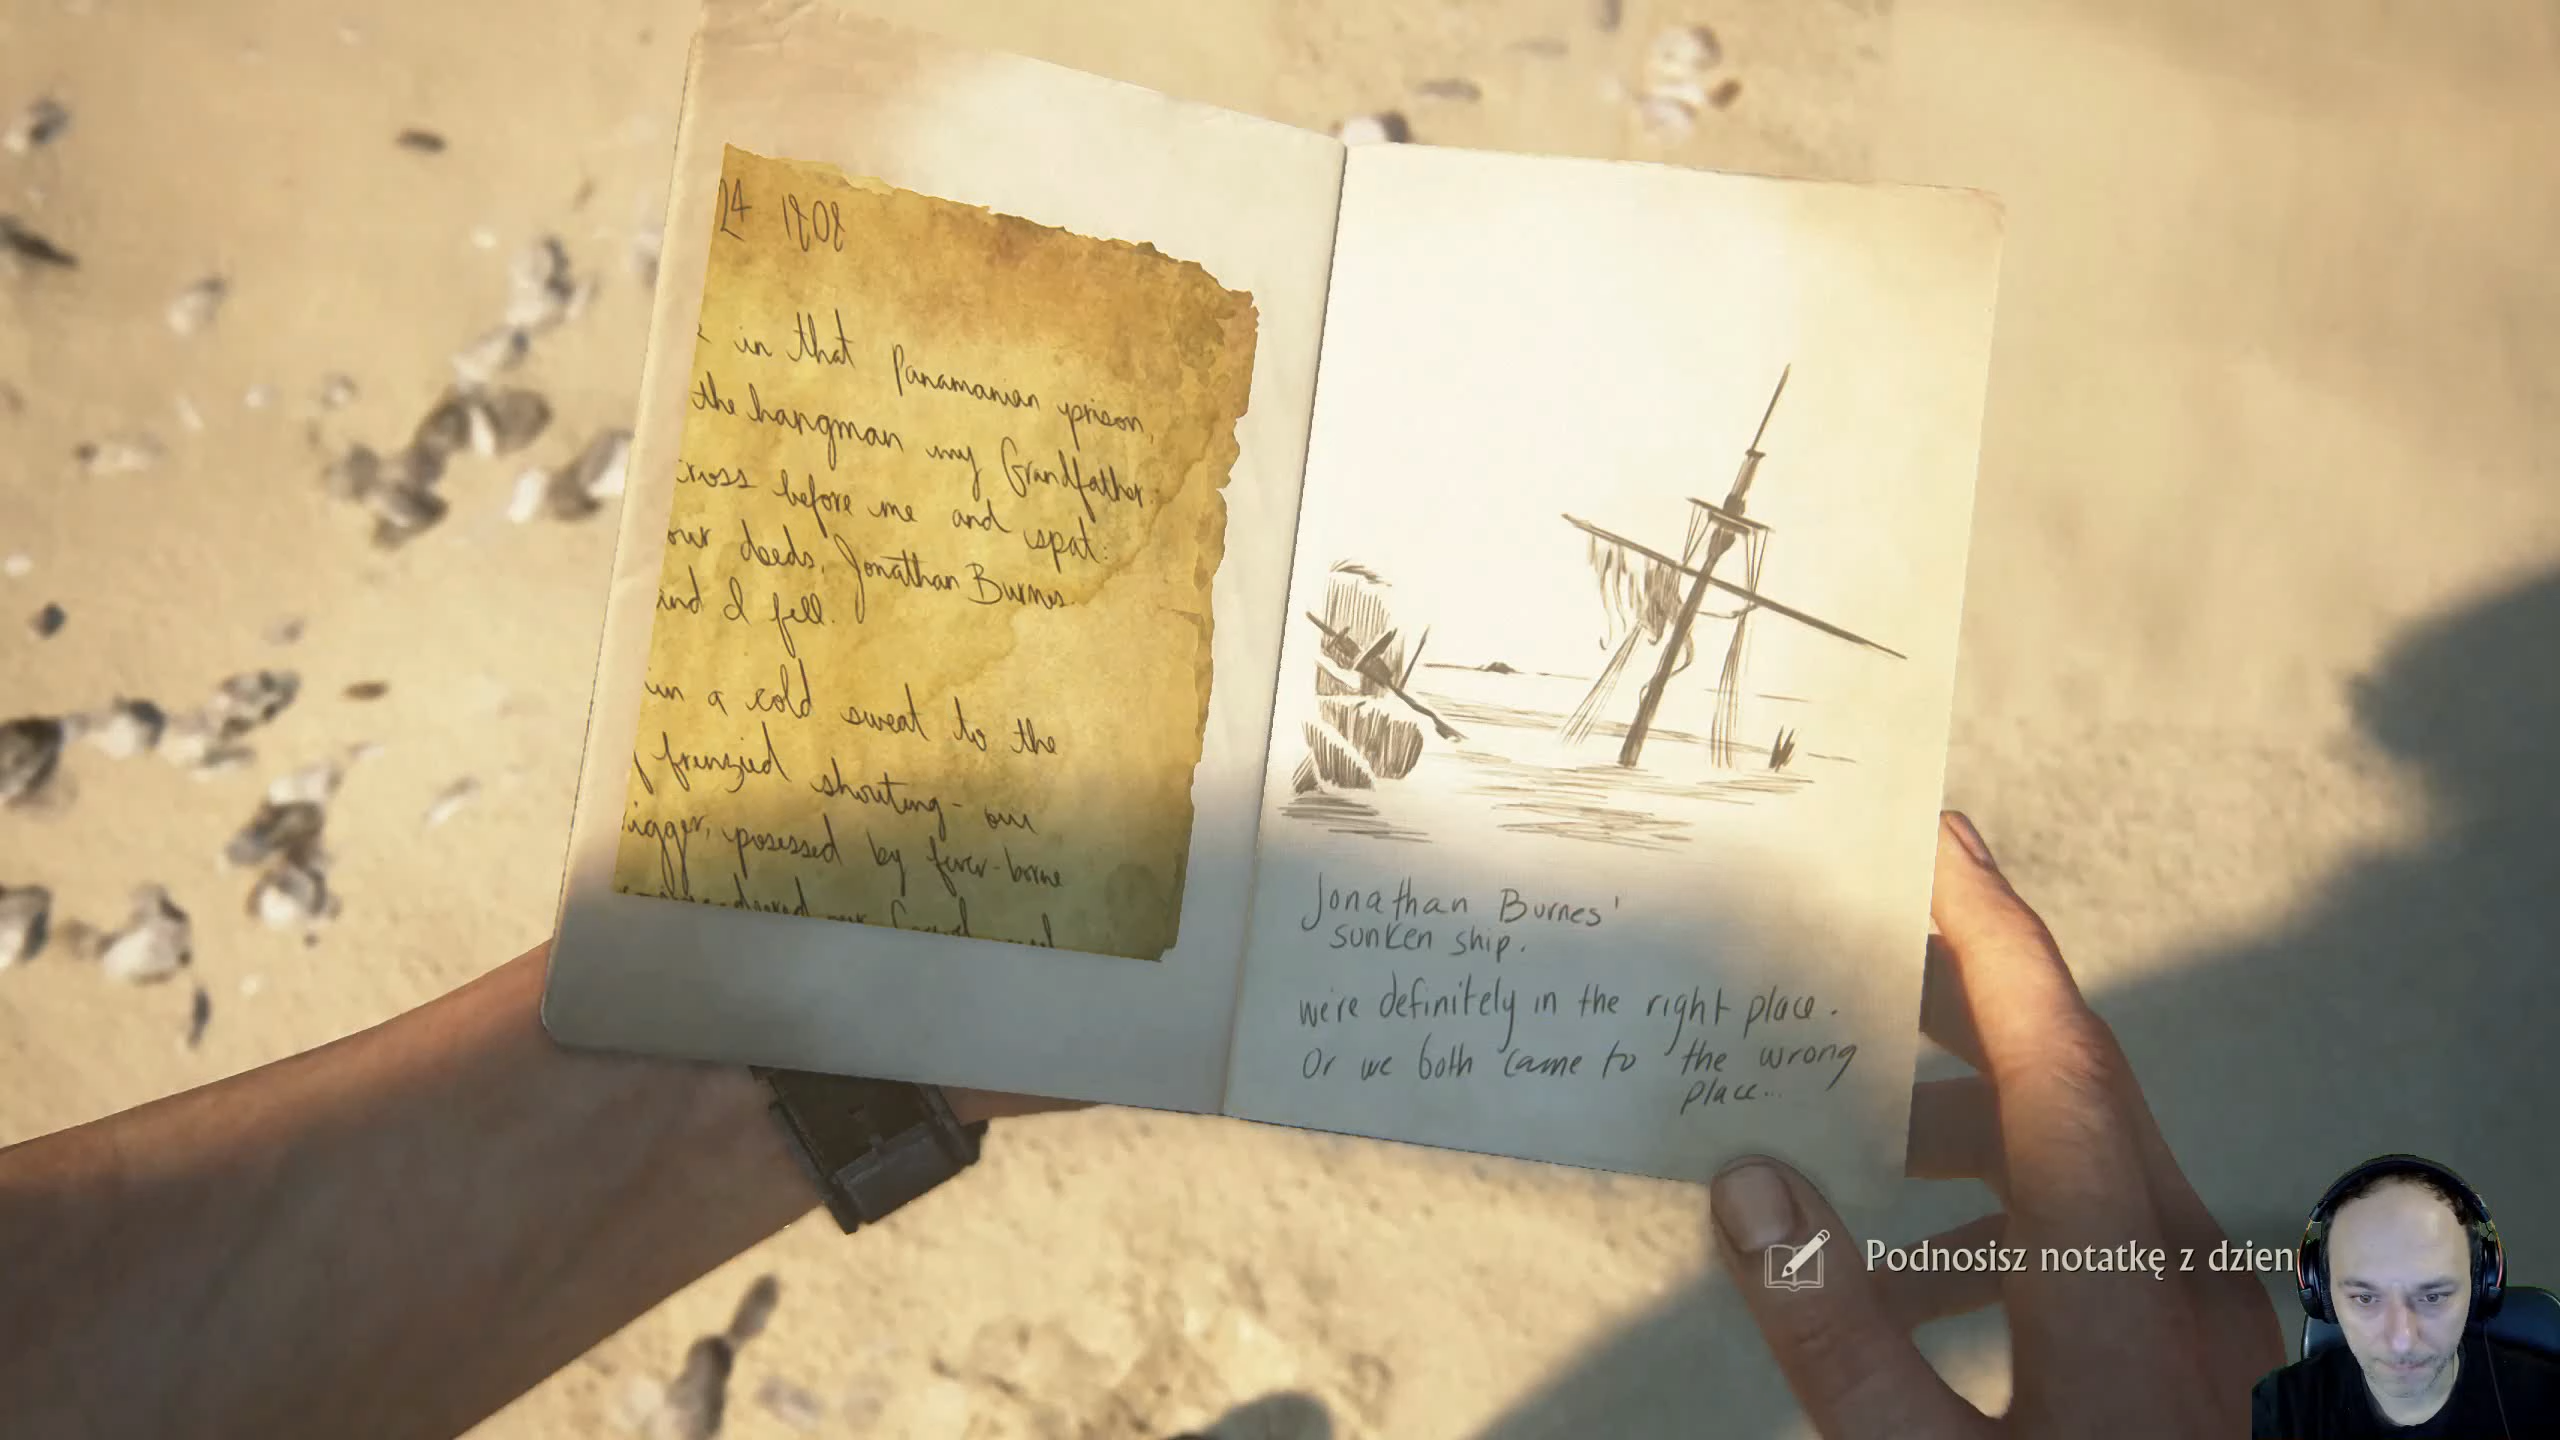 24 1808
in that Panamanian prison,
the hangman my Grandfather.
cross before me and spat:
our deeds, Jonathan Burnes.
and I fell.
in a cold sweat to the
frenzied shouting - our
igger, posessed by fever-borne
Jonathan Burnes'
sunken ship.
we're definitely in the right place.
Or we both came to the wrong
place...
Podnosisz notatkę z dzien